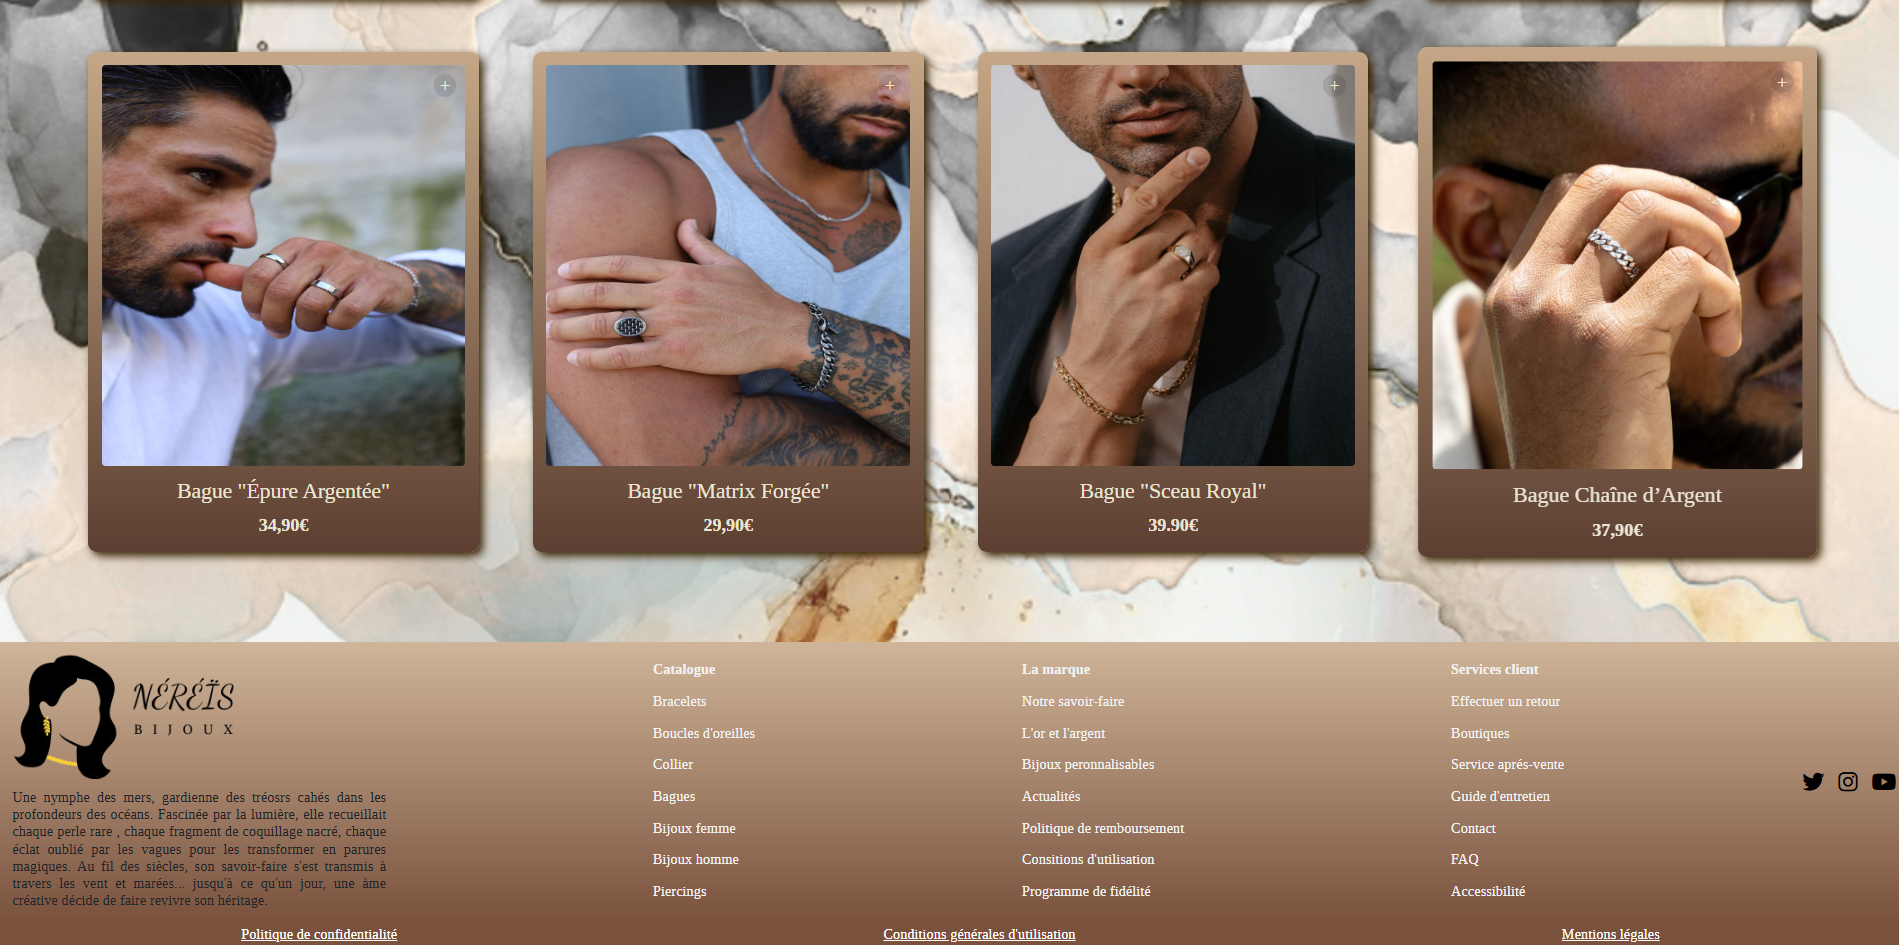 +
+
+
+
Bague "Épure Argentée"
34,90€
Bague "Matrix Forgée"
29,90€
Bague "Sceau Royal"
39.90€
Bague Chaîne d’Argent
37,90€
NÉRÉÏS
BIJOUX
Une nymphe des mers, gardienne des tréosrs cahés dans les
profondeurs des océans. Fascinée par la lumière, elle recueillait
chaque perle rare , chaque fragment de coquillage nacré, chaque
éclat oublié par les vagues pour les transformer en parures
magiques. Au fil des siècles, son savoir-faire s'est transmis à
travers les vent et marées... jusqu'à ce qu'un jour, une âme
créative décide de faire revivre son héritage.
Catalogue
Bracelets
Boucles d'oreilles
Collier
Bagues
Bijoux femme
Bijoux homme
Piercings
La marque
Notre savoir-faire
L'or et l'argent
Bijoux peronnalisables
Actualités
Politique de remboursement
Consitions d'utilisation
Programme de fidélité
Services client
Effectuer un retour
Boutiques
Service aprés-vente
Guide d'entretien
Contact
FAQ
Accessibilité
Politique de confidentialité
Conditions générales d'utilisation
Mentions légales